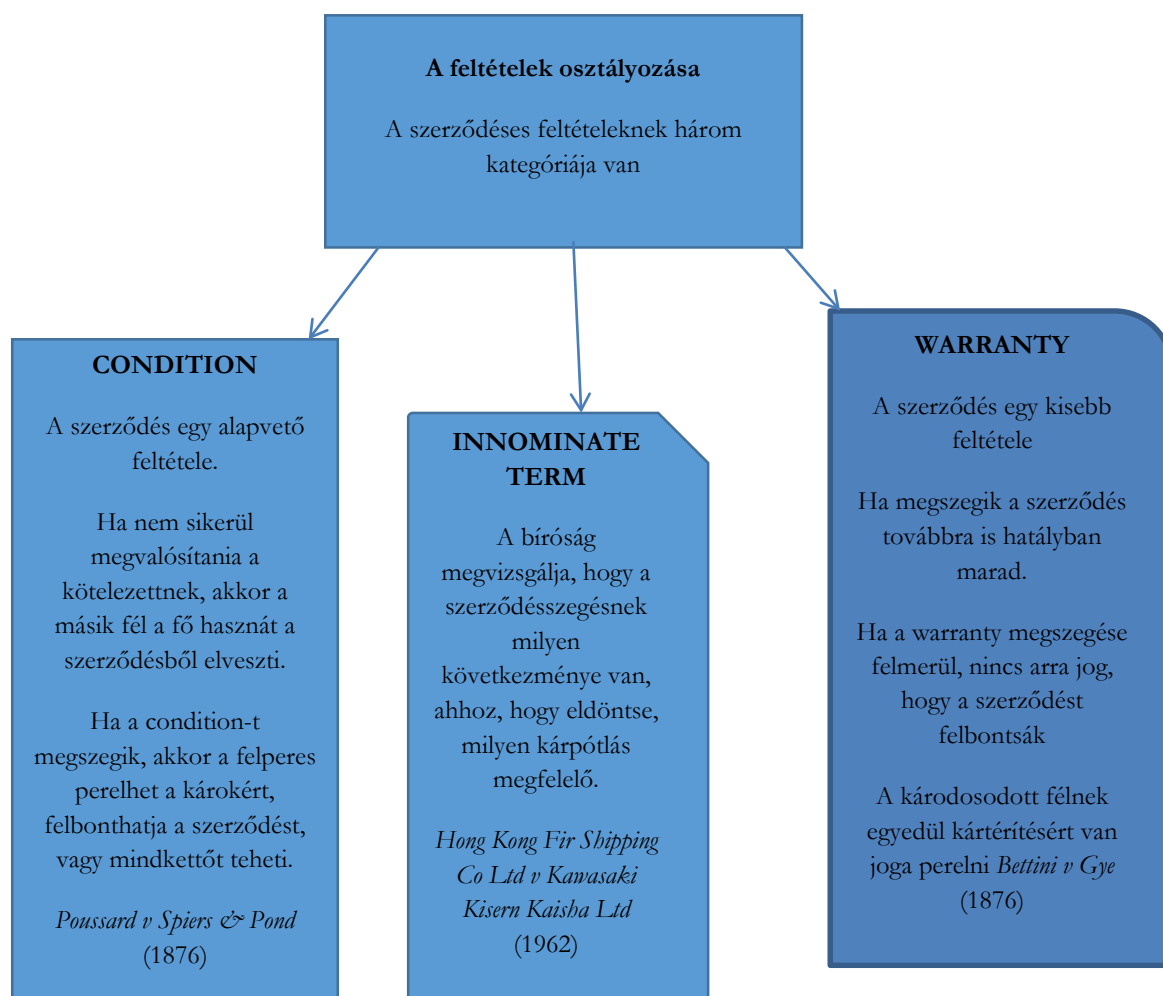 A feltételek osztályozása
A szerződéses feltételeknek három
kategóriája van
CONDITION
A szerződés egy alapvető
feltétele.
Ha nem sikerül
megvalósítania a
kötelezettnek, akkor a
másik fél a fő hasznát a
szerződésből elveszti.
Ha a condition-t
megszegik, akkor a felperes
perelhet a károkért,
felbonthatja a szerződést,
vagy mindkettőt teheti.
Poussard v Spiers & Pond
(1876)
INNOMINATE
TERM
A bíróság
megvizsgálja, hogy a
szerződésszegésnek
milyen
következménye van,
ahhoz, hogy eldöntse,
milyen kárpótlás
megfelelő.
Hong Kong Fir Shipping
Co Ltd v Kawasaki
Kisern Kaisha Ltd
(1962)
WARRANTY
A szerződés egy kisebb
feltétele
Ha megszegik a szerződés
továbbra is hatályban
marad.
Ha a warranty megszegése
felmerül, nincs arra jog,
hogy a szerződést
felbontsák
A károdosodott félnek
egyedül kártérítésért van
joga perelni Bettini v Gye
(1876)